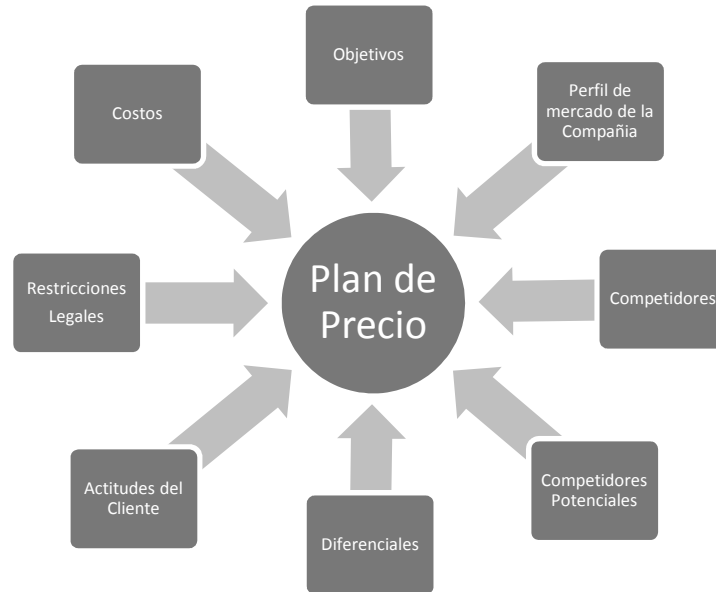 Objetivos
Perfil de
mercado de la
Compañia
Costos
Plan de
Precio
Restricciones
Legales
Competidores
Actitudes del
Cliente
Diferenciales
Competidores
Potenciales